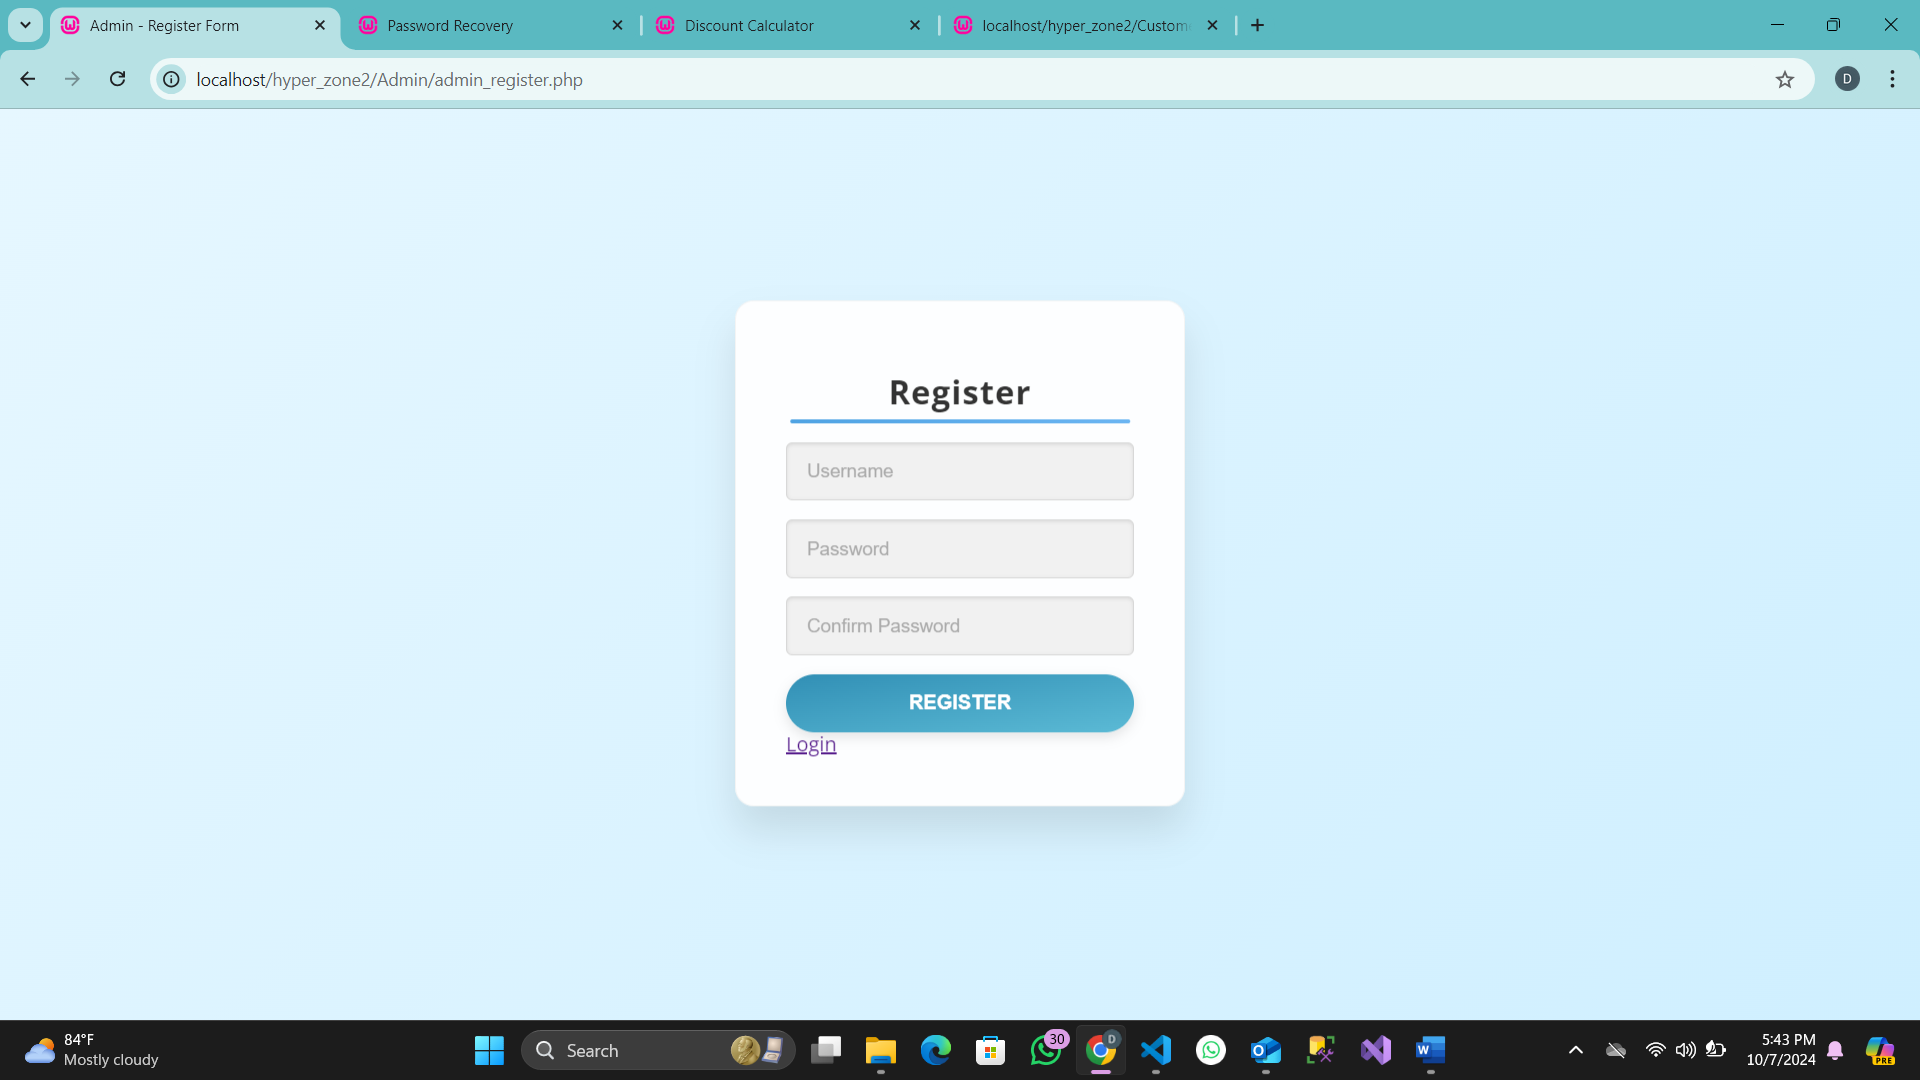 Admin - Register Form
Password Recovery
Discount Calculator
localhost/hyper_zone2/Custom
localhost/hyper_zone2/Admin/admin_register.php
D
Register
Username
Password
Confirm Password
REGISTER
Login
84°F
Mostly cloudy
Search
30
D
5:43 PM
10/7/2024
PRE